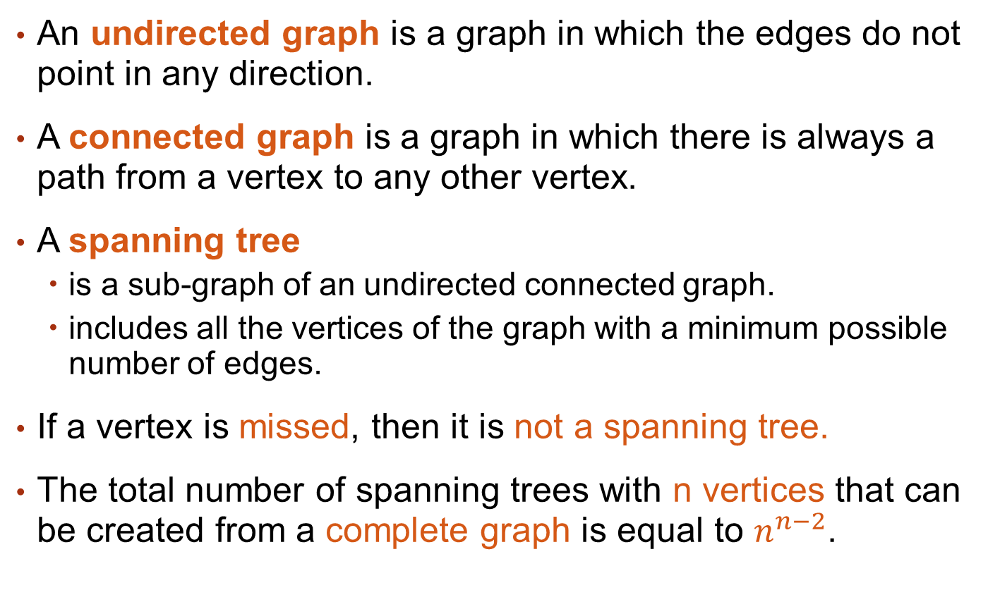 • An undirected graph is a graph in which the edges do not
point in any direction.
• A connected graph is a graph in which there is always a
path from a vertex to any other vertex.
• A spanning tree
• is a sub-graph of an undirected connected graph.
• includes all the vertices of the graph with a minimum possible
number of edges.
• If a vertex is missed, then it is not a spanning tree.
• The total number of spanning trees with n vertices that can
be created from a complete graph is equal to $n^{n-2}$.